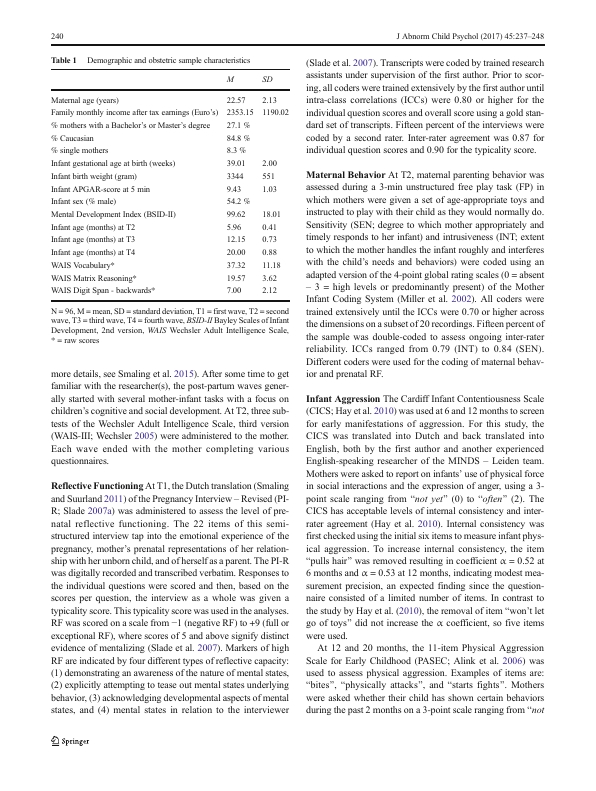 240
J Abnorm Child Psychol (2017) 45:237–248
Table 1 Demographic and obstetric sample characteristics
M SD
Maternal age (years) 22.57 2.13
Family monthly income after tax earnings (Euro's) 2353.15 1190.02
% mothers with a Bachelor's or Master's degree 27.1 %
% Caucasian 84.8 %
% single mothers 8.3 %
Infant gestational age at birth (weeks) 39.01 2.00
Infant birth weight (gram) 3344 551
Infant APGAR-score at 5 min 9.43 1.03
Infant sex (% male) 54.2 %
Mental Development Index (BSID-II) 99.62 18.01
Infant age (months) at T2 5.96 0.41
Infant age (months) at T3 12.15 0.73
Infant age (months) at T4 20.00 0.88
WAIS Vocabulary* 37.32 11.18
WAIS Matrix Reasoning* 19.57 3.62
WAIS Digit Span - backwards* 7.00 2.12
N = 96, M = mean, SD = standard deviation, T1 = first wave, T2 = second
wave, T3 = third wave, T4 = fourth wave, BSID-II Bayley Scales of Infant
Development, 2nd version, WAIS Wechsler Adult Intelligence Scale,
* = raw scores
more details, see Smaling et al. 2015). After some time to get
familiar with the researcher(s), the post-partum waves gener-
ally started with several mother-infant tasks with a focus on
children's cognitive and social development. At T2, three sub-
tests of the Wechsler Adult Intelligence Scale, third version
(WAIS-III; Wechsler 2005) were administered to the mother.
Each wave ended with the mother completing various
questionnaires.
Reflective Functioning At T1, the Dutch translation (Smaling
and Suurland 2011) of the Pregnancy Interview – Revised (PI-
R; Slade 2007a) was administered to assess the level of pre-
natal reflective functioning. The 22 items of this semi-
structured interview tap into the emotional experience of the
pregnancy, mother's prenatal representations of her relation-
ship with her unborn child, and of herself as a parent. The PI-R
was digitally recorded and transcribed verbatim. Responses to
the individual questions were scored and then, based on the
scores per question, the interview as a whole was given a
typicality score. This typicality score was used in the analyses.
RF was scored on a scale from −1 (negative RF) to +9 (full or
exceptional RF), where scores of 5 and above signify distinct
evidence of mentalizing (Slade et al. 2007). Markers of high
RF are indicated by four different types of reflective capacity:
(1) demonstrating an awareness of the nature of mental states,
(2) explicitly attempting to tease out mental states underlying
behavior, (3) acknowledging developmental aspects of mental
states, and (4) mental states in relation to the interviewer
(Slade et al. 2007). Transcripts were coded by trained research
assistants under supervision of the first author. Prior to scor-
ing, all coders were trained extensively by the first author until
intra-class correlations (ICCs) were 0.80 or higher for the
individual question scores and overall score using a gold stan-
dard set of transcripts. Fifteen percent of the interviews were
coded by a second rater. Inter-rater agreement was 0.87 for
individual question scores and 0.90 for the typicality score.
Maternal Behavior At T2, maternal parenting behavior was
assessed during a 3-min unstructured free play task (FP) in
which mothers were given a set of age-appropriate toys and
instructed to play with their child as they would normally do.
Sensitivity (SEN; degree to which mother appropriately and
timely responds to her infant) and intrusiveness (INT; extent
to which the mother handles the infant roughly and interferes
with the child's needs and behaviors) were coded using an
adapted version of the 4-point global rating scales (0 = absent
– 3 = high levels or predominantly present) of the Mother
Infant Coding System (Miller et al. 2002). All coders were
trained extensively until the ICCs were 0.70 or higher across
the dimensions on a subset of 20 recordings. Fifteen percent of
the sample was double-coded to assess ongoing inter-rater
reliability. ICCs ranged from 0.79 (INT) to 0.84 (SEN).
Different coders were used for the coding of maternal behav-
ior and prenatal RF.
Infant Aggression The Cardiff Infant Contentiousness Scale
(CICS; Hay et al. 2010) was used at 6 and 12 months to screen
for early manifestations of aggression. For this study, the
CICS was translated into Dutch and back translated into
English, both by the first author and another experienced
English-speaking researcher of the MINDS – Leiden team.
Mothers were asked to report on infants' use of physical force
in social interactions and the expression of anger, using a 3-
point scale ranging from “not yet” (0) to “often” (2). The
CICS has acceptable levels of internal consistency and inter-
rater agreement (Hay et al. 2010). Internal consistency was
first checked using the initial six items to measure infant phys-
ical aggression. To increase internal consistency, the item
“pulls hair” was removed resulting in coefficient α = 0.52 at
6 months and α = 0.53 at 12 months, indicating modest mea-
surement precision, an expected finding since the question-
naire consisted of a limited number of items. In contrast to
the study by Hay et al. (2010), the removal of item “won't let
go of toys” did not increase the α coefficient, so five items
were used.
At 12 and 20 months, the 11-item Physical Aggression
Scale for Early Childhood (PASEC; Alink et al. 2006) was
used to assess physical aggression. Examples of items are:
“bites”, “physically attacks”, and “starts fights”. Mothers
were asked whether their child has shown certain behaviors
during the past 2 months on a 3-point scale ranging from “not
Springer